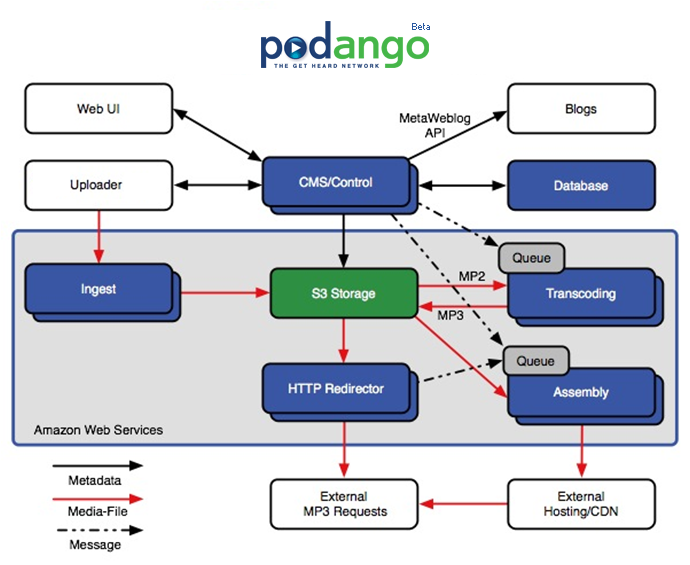 Beta
podango
THE GET HEARD NETWORK
Web UI
MetaWeblog
API
Blogs
Uploader
CMS/Control
Database
Queue
Ingest
S3 Storage
MP2
Transcoding
MP3
Queue
HTTP Redirector
Assembly
Amazon Web Services
Metadata
Media-File
Message
External
MP3 Requests
External
Hosting/CDN